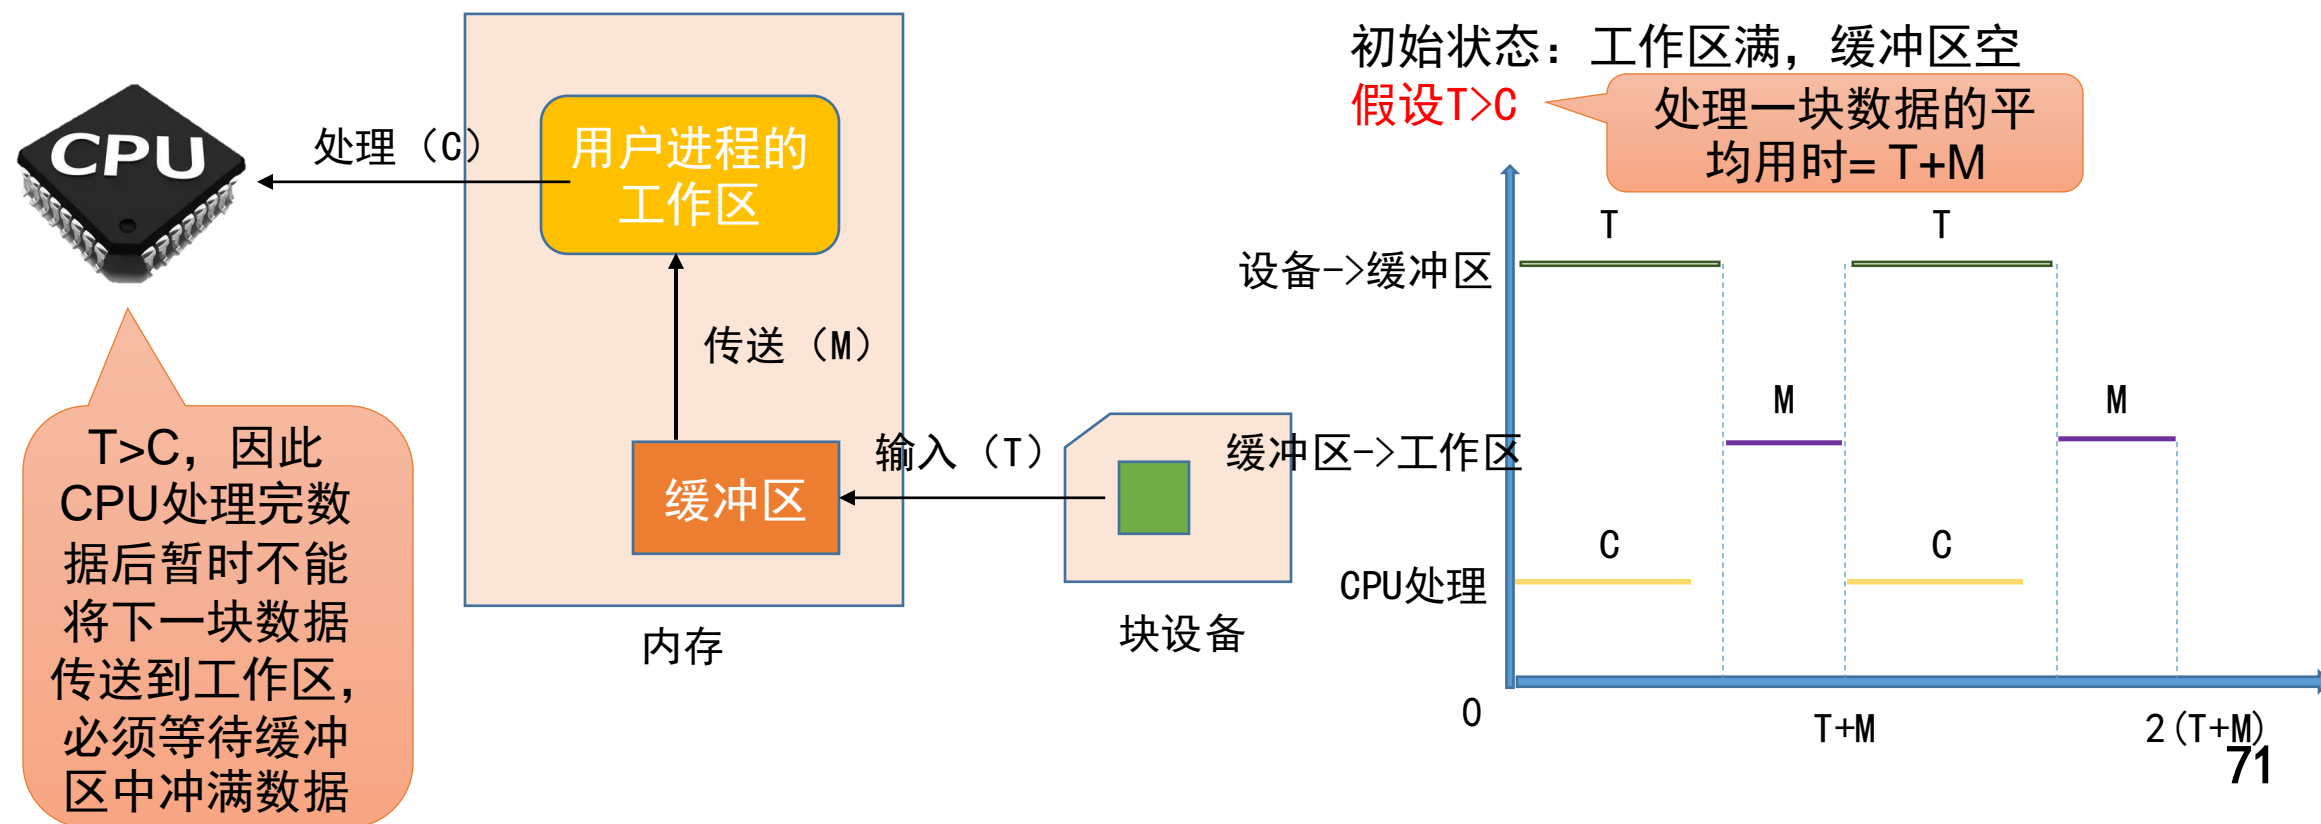 初始状态：工作区满，缓冲区空
假设T>C
处理一块数据的平
均用时= T+M
CPU
处理（C）
用户进程的
工作区
传送（M）
缓冲区
输入（T）
内存
块设备
T>C，因此
CPU处理完数
据后暂时不能
将下一块数据
传送到工作区，
必须等待缓冲
区中冲满数据
T
T
设备->缓冲区
M
M
缓冲区->工作区
C
C
CPU处理
0
T+M
2(T+M)
71